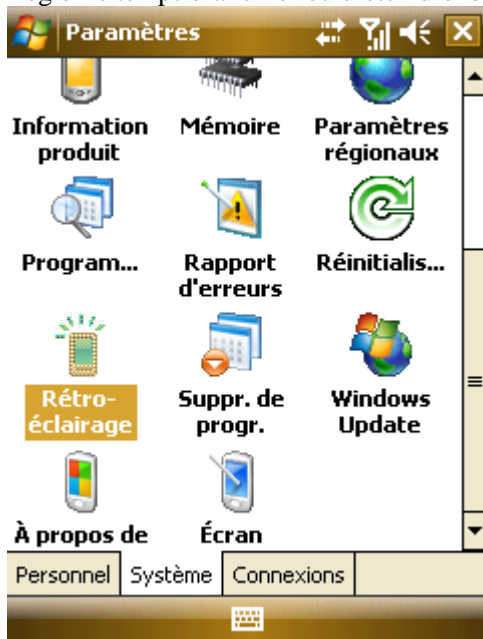 Paramètres
Information produit
Mémoire
Paramètres régionaux
Program...
Rapport d'erreurs
Réinitialis...
Rétro-éclairage
Suppr. de progr.
Windows Update
À propos de
Écran
Personnel
Système
Connexions